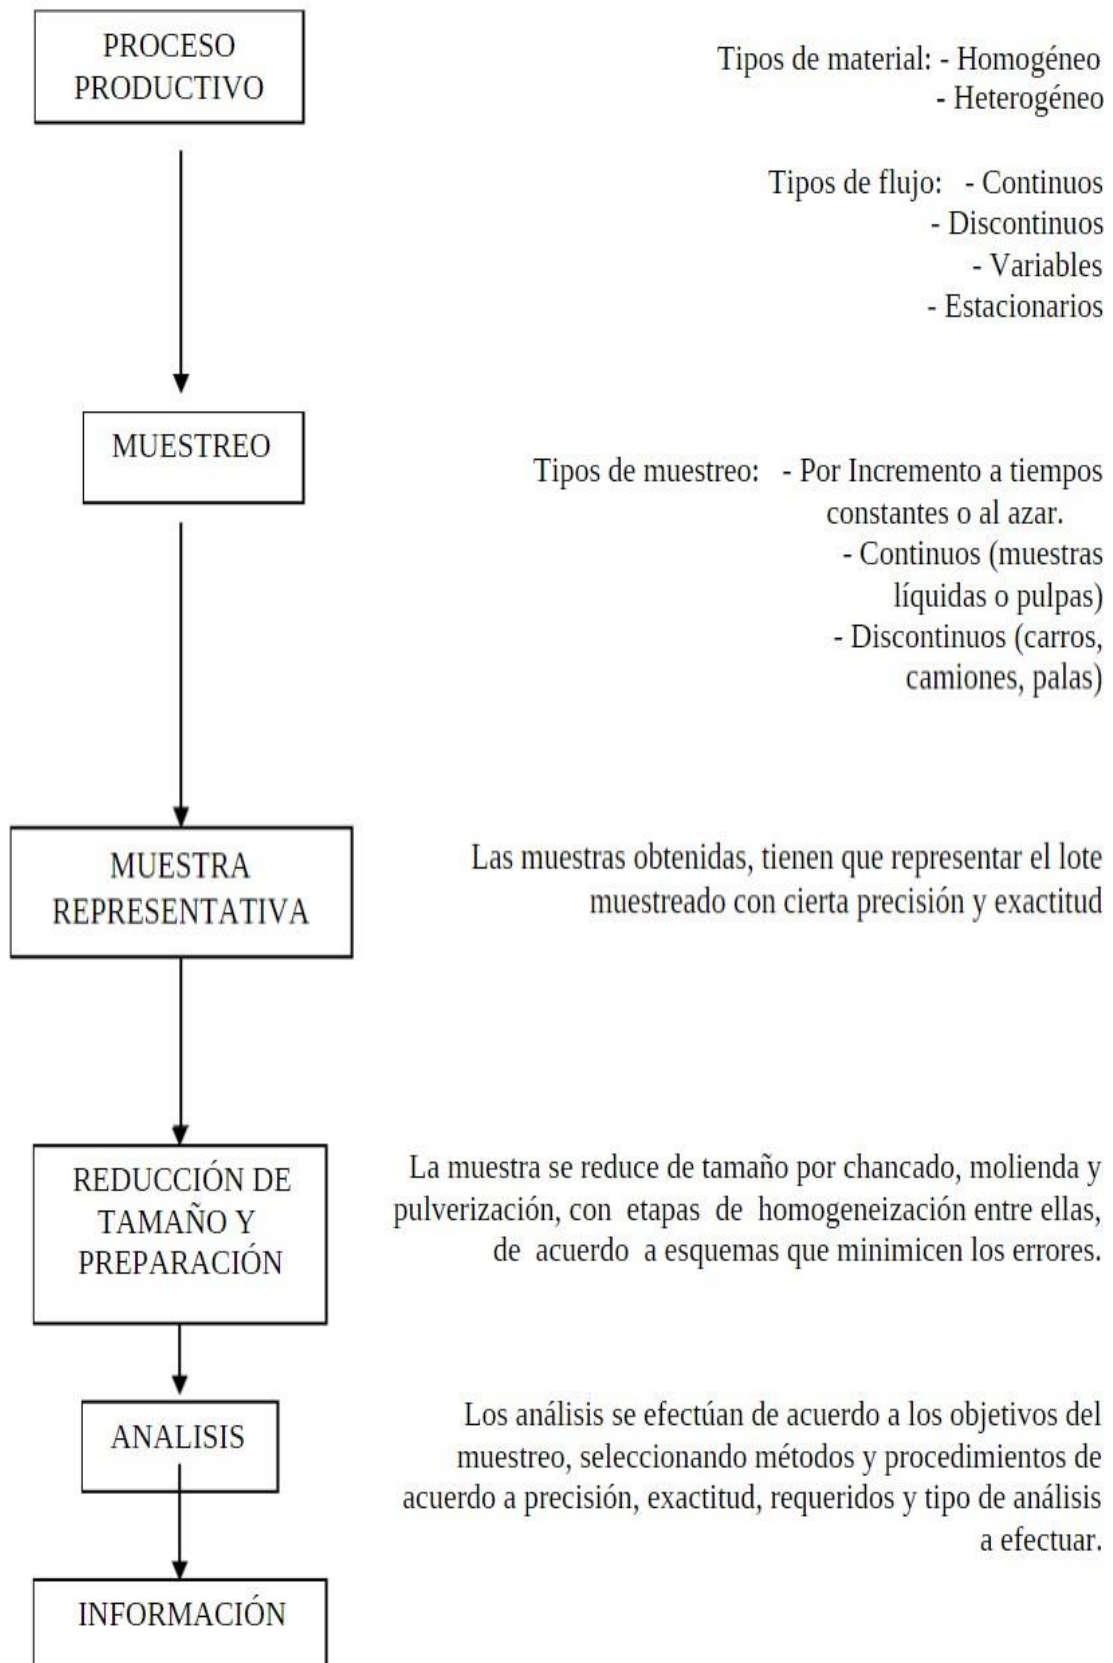 PROCESO
PRODUCTIVO
Tipos de material: - Homogéneo
- Heterogéneo
Tipos de flujo: - Continuos
- Discontinuos
- Variables
- Estacionarios
MUESTREO
Tipos de muestreo: - Por Incremento a tiempos
constantes o al azar.
- Continuos (muestras
líquidas o pulpas)
- Discontinuos (carros,
camiones, palas)
MUESTRA
REPRESENTATIVA
Las muestras obtenidas, tienen que representar el lote
muestreado con cierta precisión y exactitud
REDUCCIÓN DE
TAMAÑO Y
PREPARACIÓN
La muestra se reduce de tamaño por chancado, molienda y
pulverización, con etapas de homogeneización entre ellas,
de acuerdo a esquemas que minimicen los errores.
ANALISIS
Los análisis se efectúan de acuerdo a los objetivos del
muestreo, seleccionando métodos y procedimientos de
acuerdo a precisión, exactitud, requeridos y tipo de análisis
a efectuar.
INFORMACIÓN